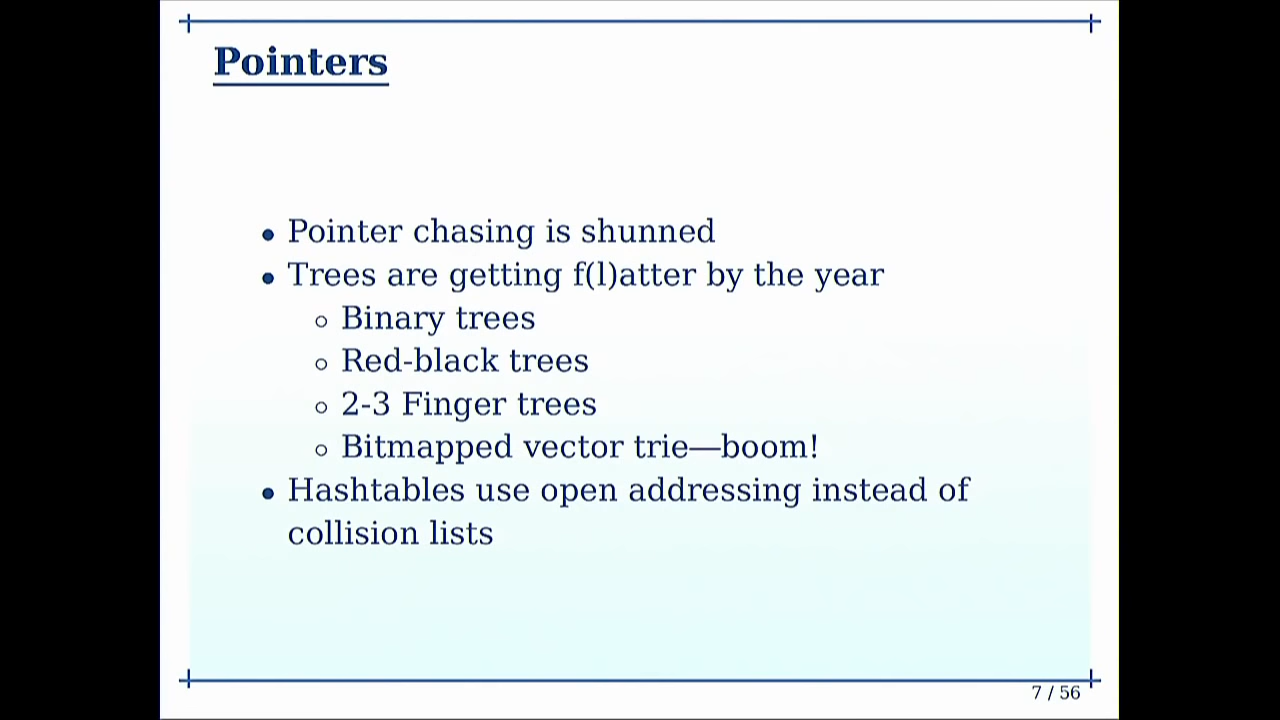 Pointers
• Pointer chasing is shunned
• Trees are getting f(l)atter by the year
○ Binary trees
○ Red-black trees
○ 2-3 Finger trees
○ Bitmapped vector trie—boom!
• Hashtables use open addressing instead of
collision lists
7 / 56